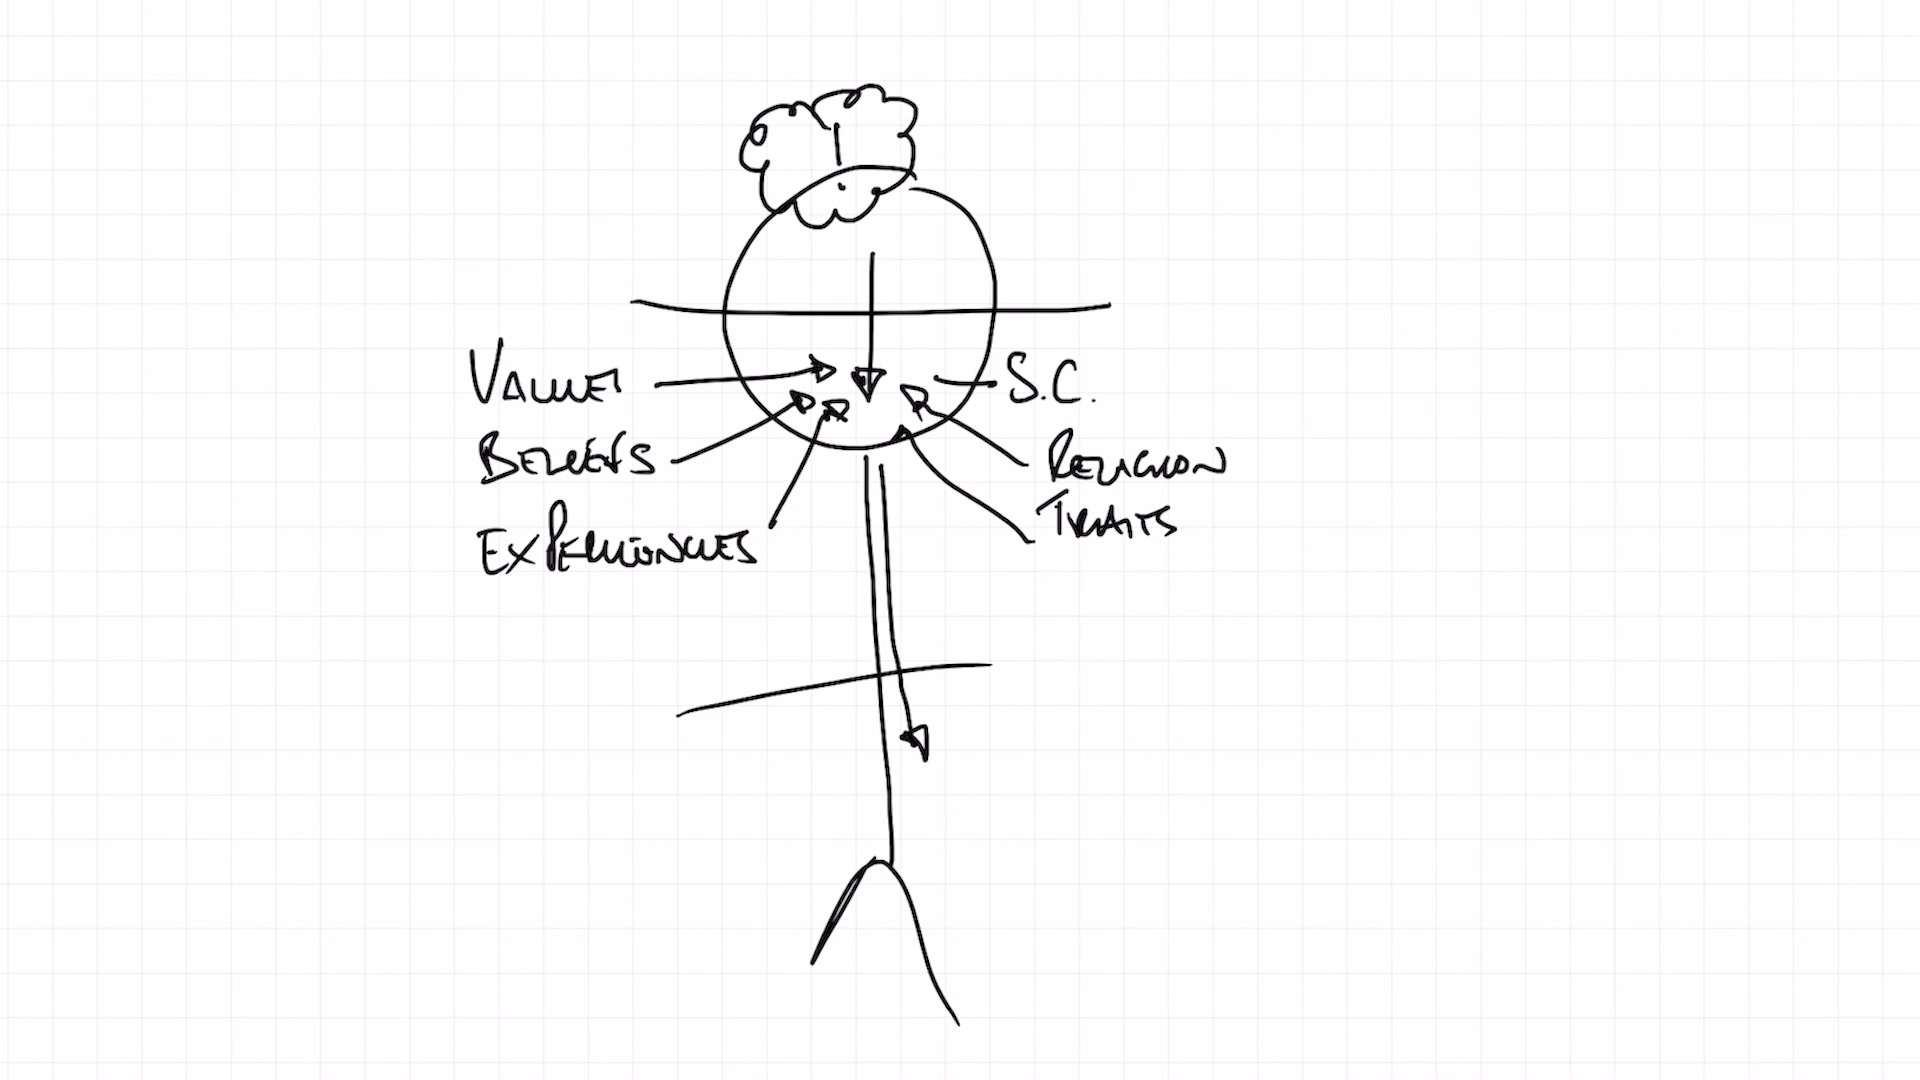 VALUES
BELIEFS
EXPERIENCES
S.C.
RELIGION
TRAITS